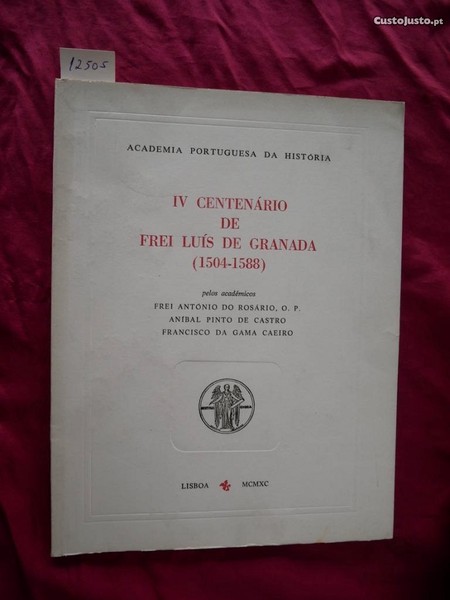 CustoJusto.pt
12505
ACADEMIA PORTUGUESA DA HISTÓRIA
IV CENTENÁRIO
DE
FREI LUÍS DE GRANADA
(1504-1588)
pelos académicos
FREI ANTÓNIO DO ROSÁRIO, O. P.
ANÍBAL PINTO DE CASTRO
FRANCISCO DA GAMA CAEIRO
LISBOA MCMXC